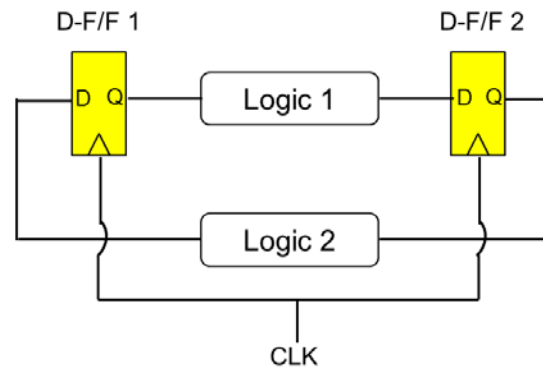 D-F/F 1
D-F/F 2
D Q
Logic 1
D Q
Logic 2
CLK